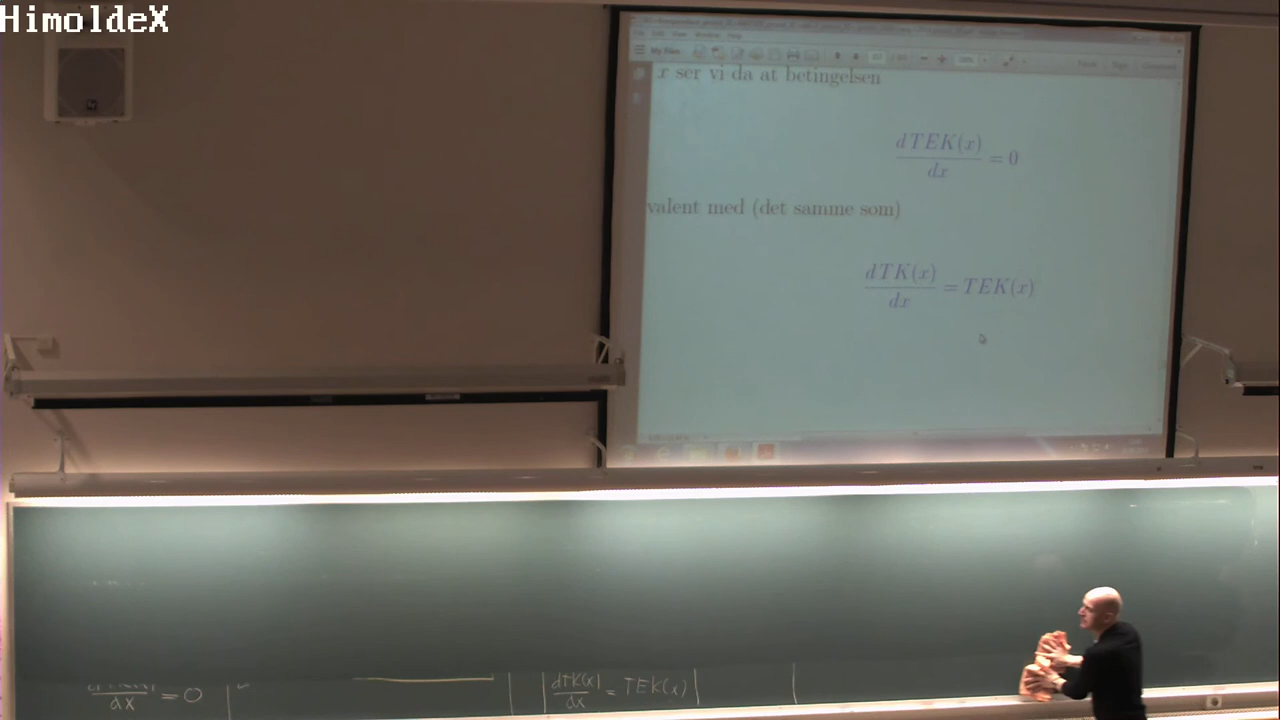 HimoldeX
x ser vi da at betingelsen
dTEK(x)
dx
= 0
valent med (det samme som)
dTK(x)
dx
= TEK(x)
dx
= 0
dTK(x)
dx
= TEK(x)